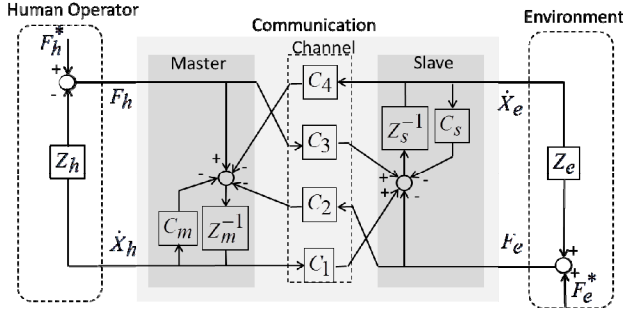 Human Operator
Communication
Channel
Environment
Master
Slave
F_h^*
+
-
F_h
Z_h
Ẋ_h
C_m
Z_m^{-1}
+
-
-
-
C_4
C_3
C_2
C_1
Z_s^{-1}
C_s
+
+
-
-
Ẋ_e
Z_e
F_e
+
+
F_e^*